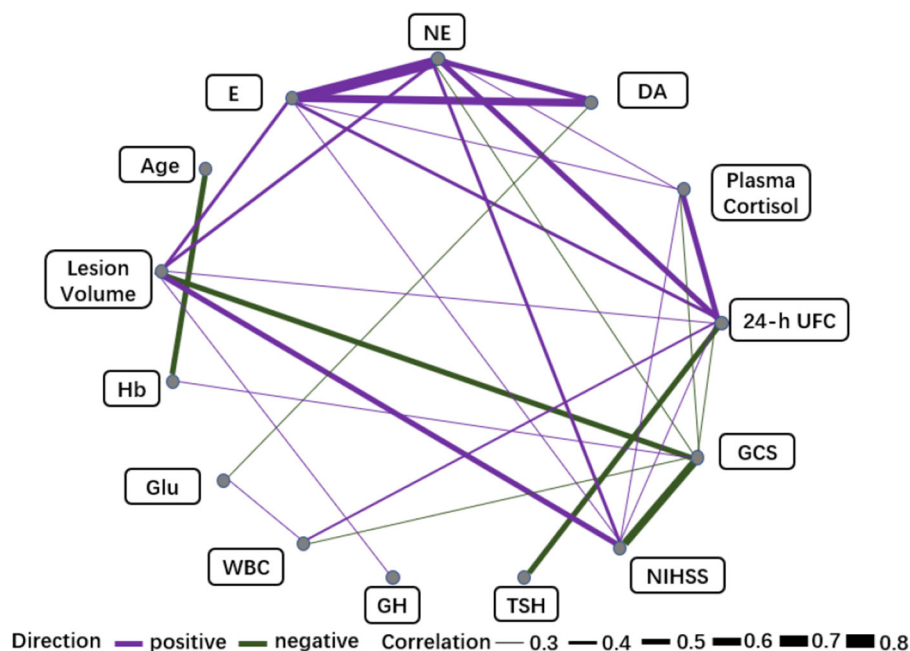 NE
E
DA
Age
Plasma
Cortisol
Lesion
Volume
24-h UFC
Hb
GCS
Glu
WBC
NIHSS
GH
TSH
Direction positive negative Correlation 0.3 0.4 0.5 0.6 0.7 0.8